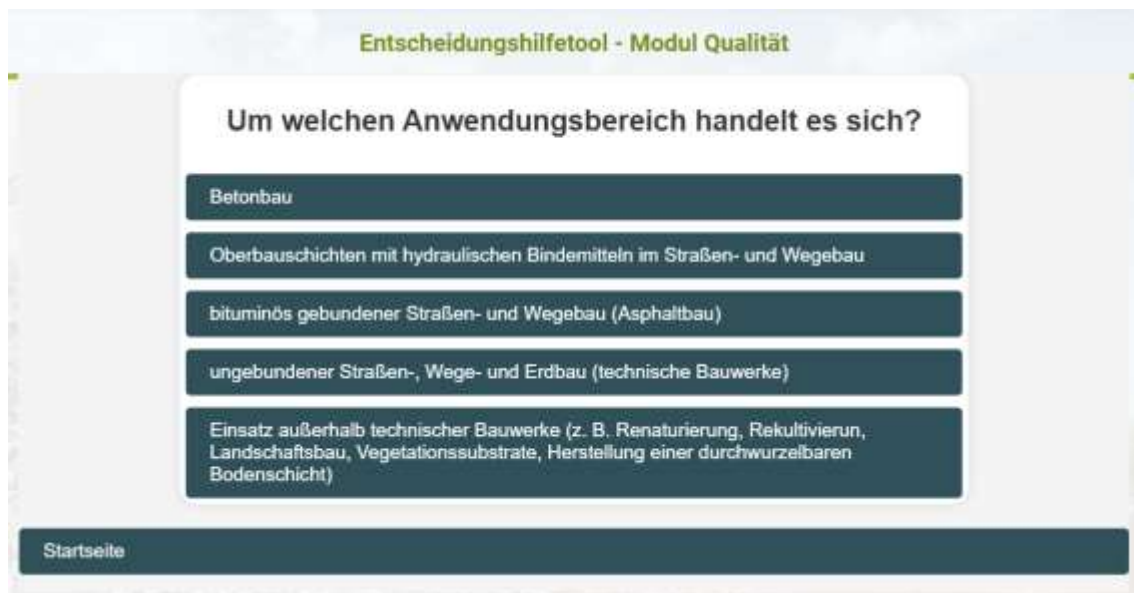 Entscheidungshilfetool - Modul Qualität
Um welchen Anwendungsbereich handelt es sich?
Betonbau
Oberbauschichten mit hydraulischen Bindemitteln im Straßen- und Wegebau
bituminös gebundener Straßen- und Wegebau (Asphaltbau)
ungebundener Straßen-, Wege- und Erdbau (technische Bauwerke)
Einsatz außerhalb technischer Bauwerke (z. B. Renaturierung, Rekultivierun,
Landschaftsbau, Vegetationssubstrate, Herstellung einer durchwurzelbaren
Bodenschicht)
Startseite